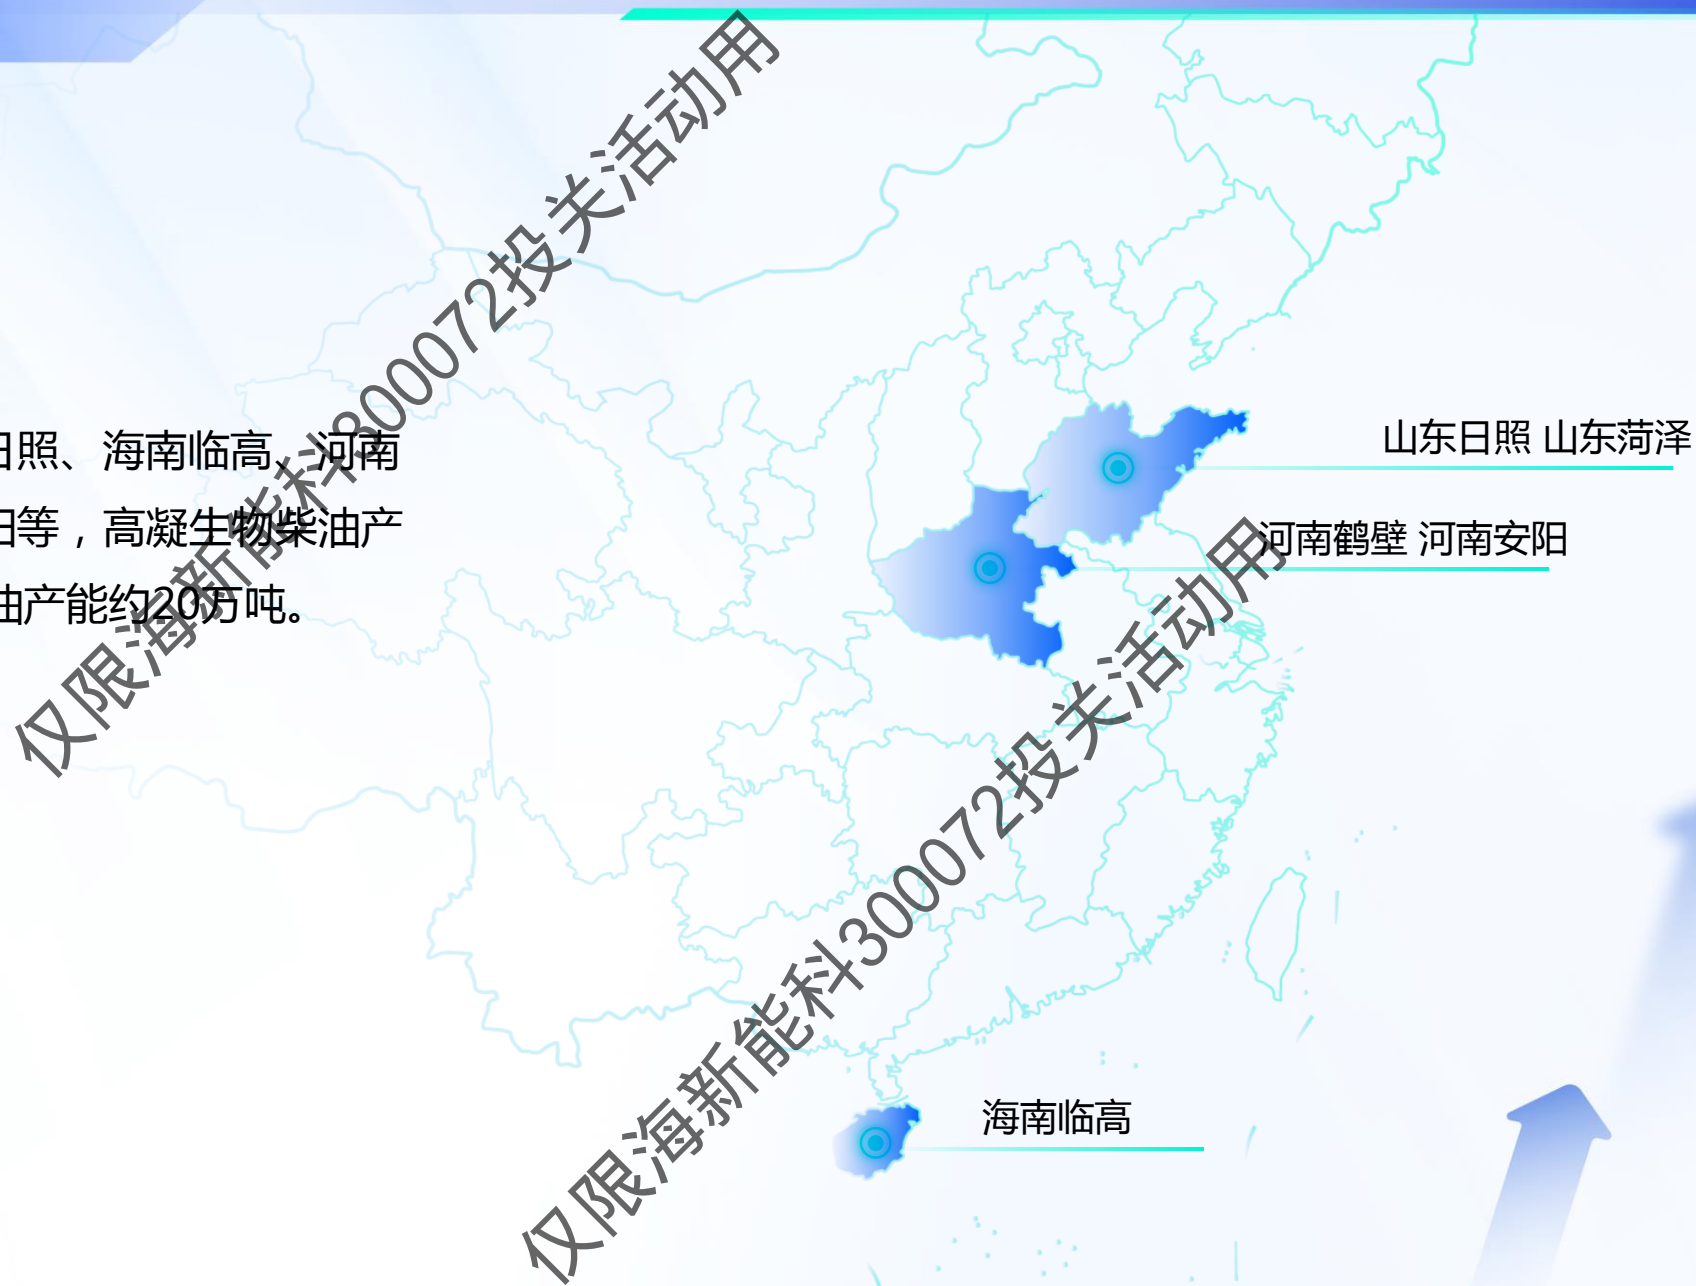 日照、海南临高、河南
阳等，高凝生物柴油产
油产能约20万吨。
山东日照 山东菏泽
河南鹤壁 河南安阳
海南临高
仅限海新能科300072投关活动用
仅限海新能科300072投关活动用